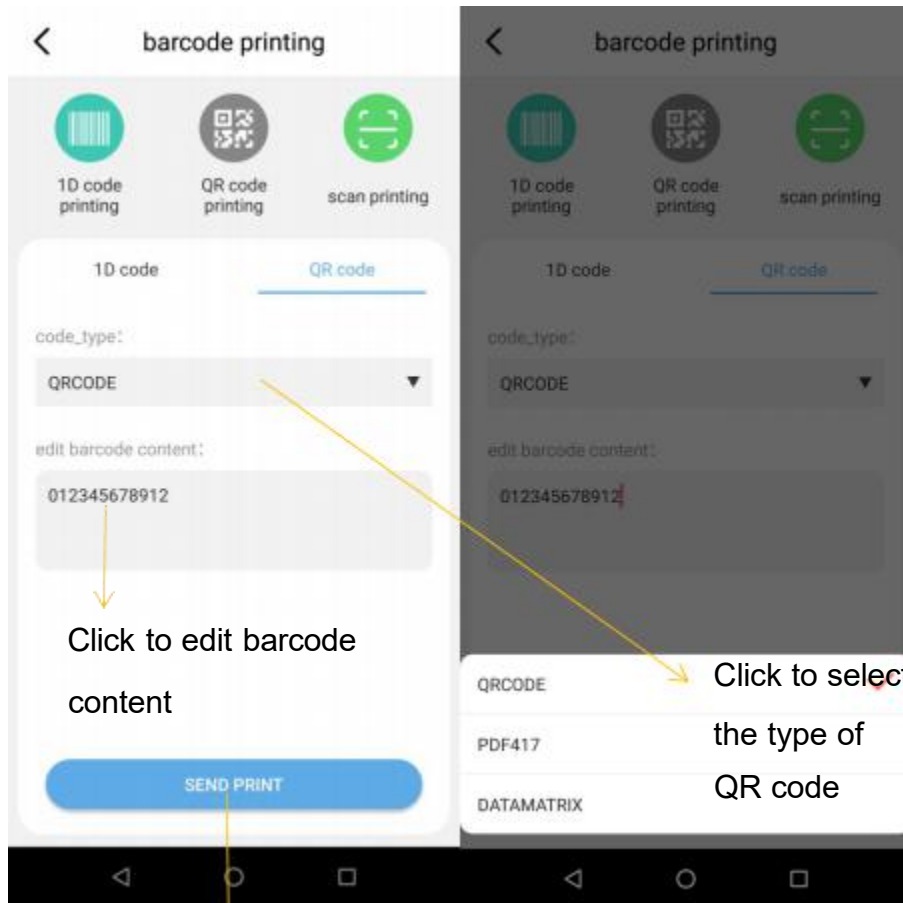 barcode printing
1D code
printing
QR code
printing
scan printing
1D code
QR code
code_type:
QRCODE
edit barcode content:
012345678912
Click to edit barcode
content
SEND PRINT
barcode printing
1D code
printing
QR code
printing
scan printing
1D code
QR code
code_type:
QRCODE
edit barcode content:
012345678912
QRCODE
PDF417
DATAMATRIX
Click to select
the type of
QR code